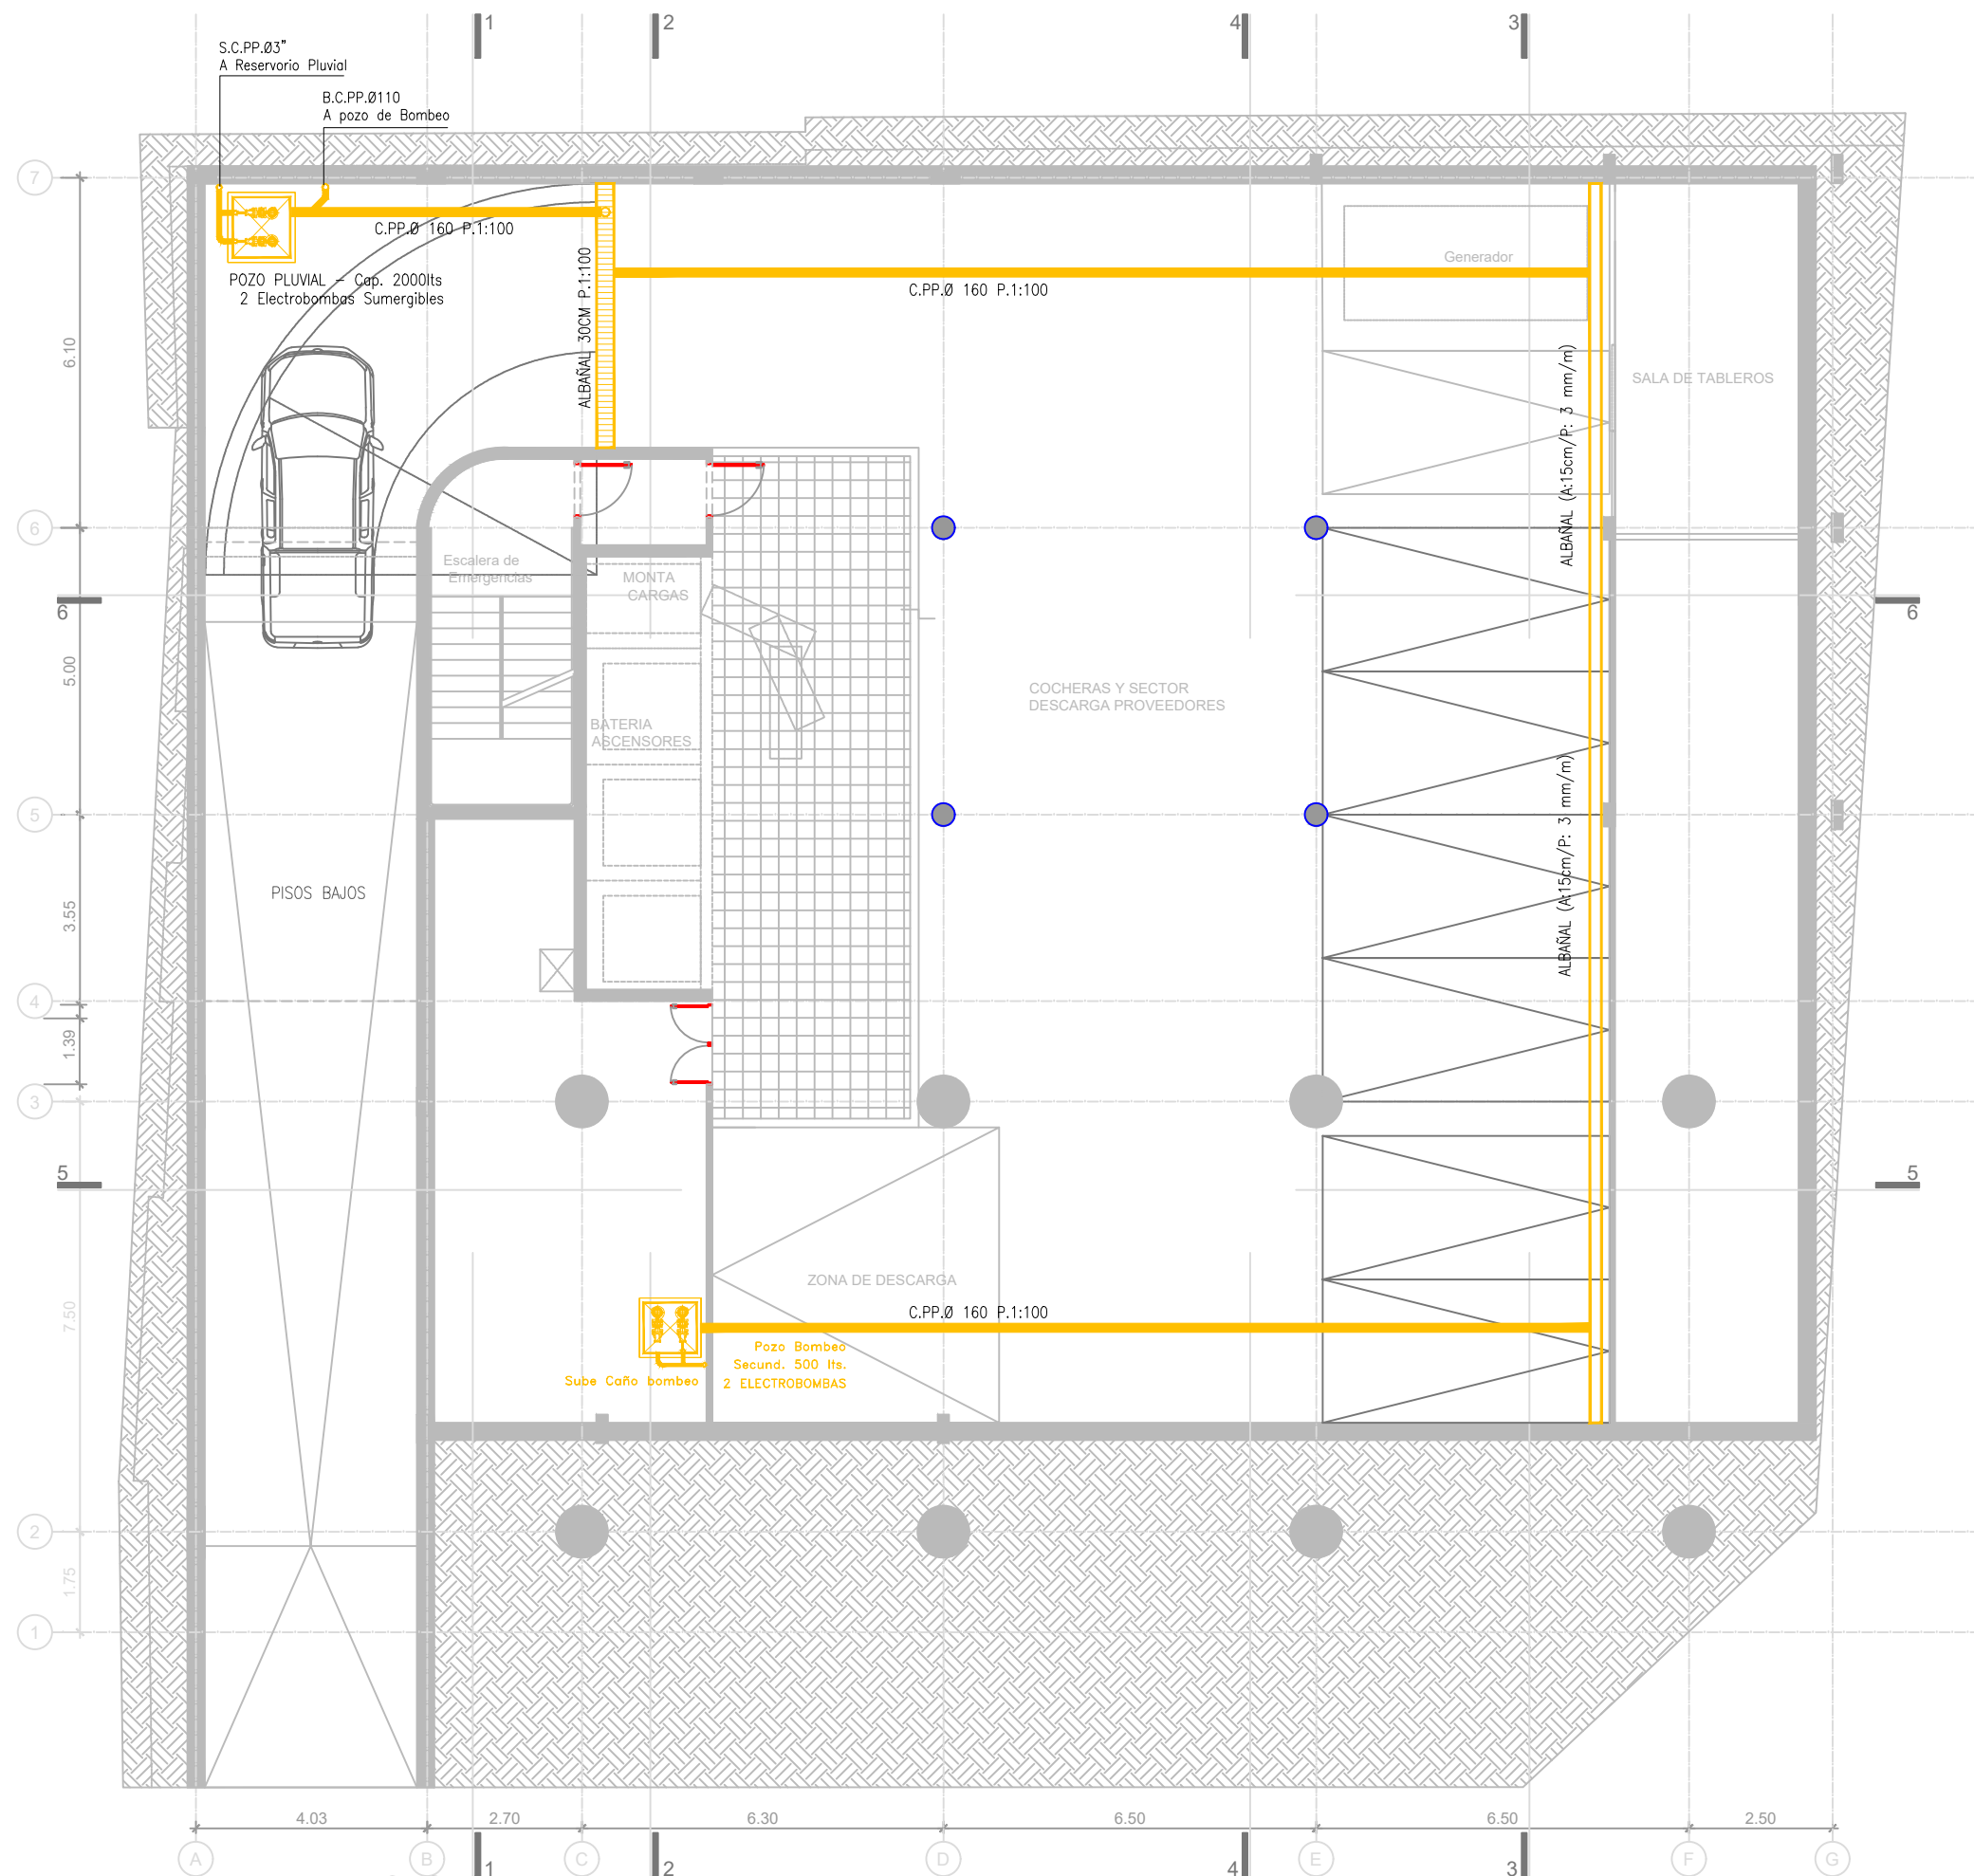 1
2
4
3
S.C.PP.Ø3"
A Reservorio Pluvial
B.C.PP.Ø110
A pozo de Bombeo
7
C.PP.Ø 160 P.1:100
POZO PLUVIAL - Cap. 2000lts
2 Electrobombas Sumergibles
ALBAÑAL 30CM P.1:100
C.PP.Ø 160 P.1:100
Generador
6.10
ALBAÑAL (A:15cm/P: 3 mm/m)
SALA DE TABLEROS
6
Escalera de
Emergencias
MONTA
CARGAS
6
6
5.00
COCHERAS Y SECTOR
DESCARGA PROVEEDORES
BATERIA
ASCENSORES
5
ALBAÑAL (A:15cm/P: 3 mm/m)
PISOS BAJOS
3.55
4
1.39
3
5
5
ZONA DE DESCARGA
7.50
C.PP.Ø 160 P.1:100
Pozo Bombeo
Secund. 500 lts.
2 ELECTROBOMBAS
Sube Caño bombeo
2
1.75
1
4.03
2.70
6.30
6.50
6.50
2.50
A
B
C
D
E
F
G
1
2
4
3